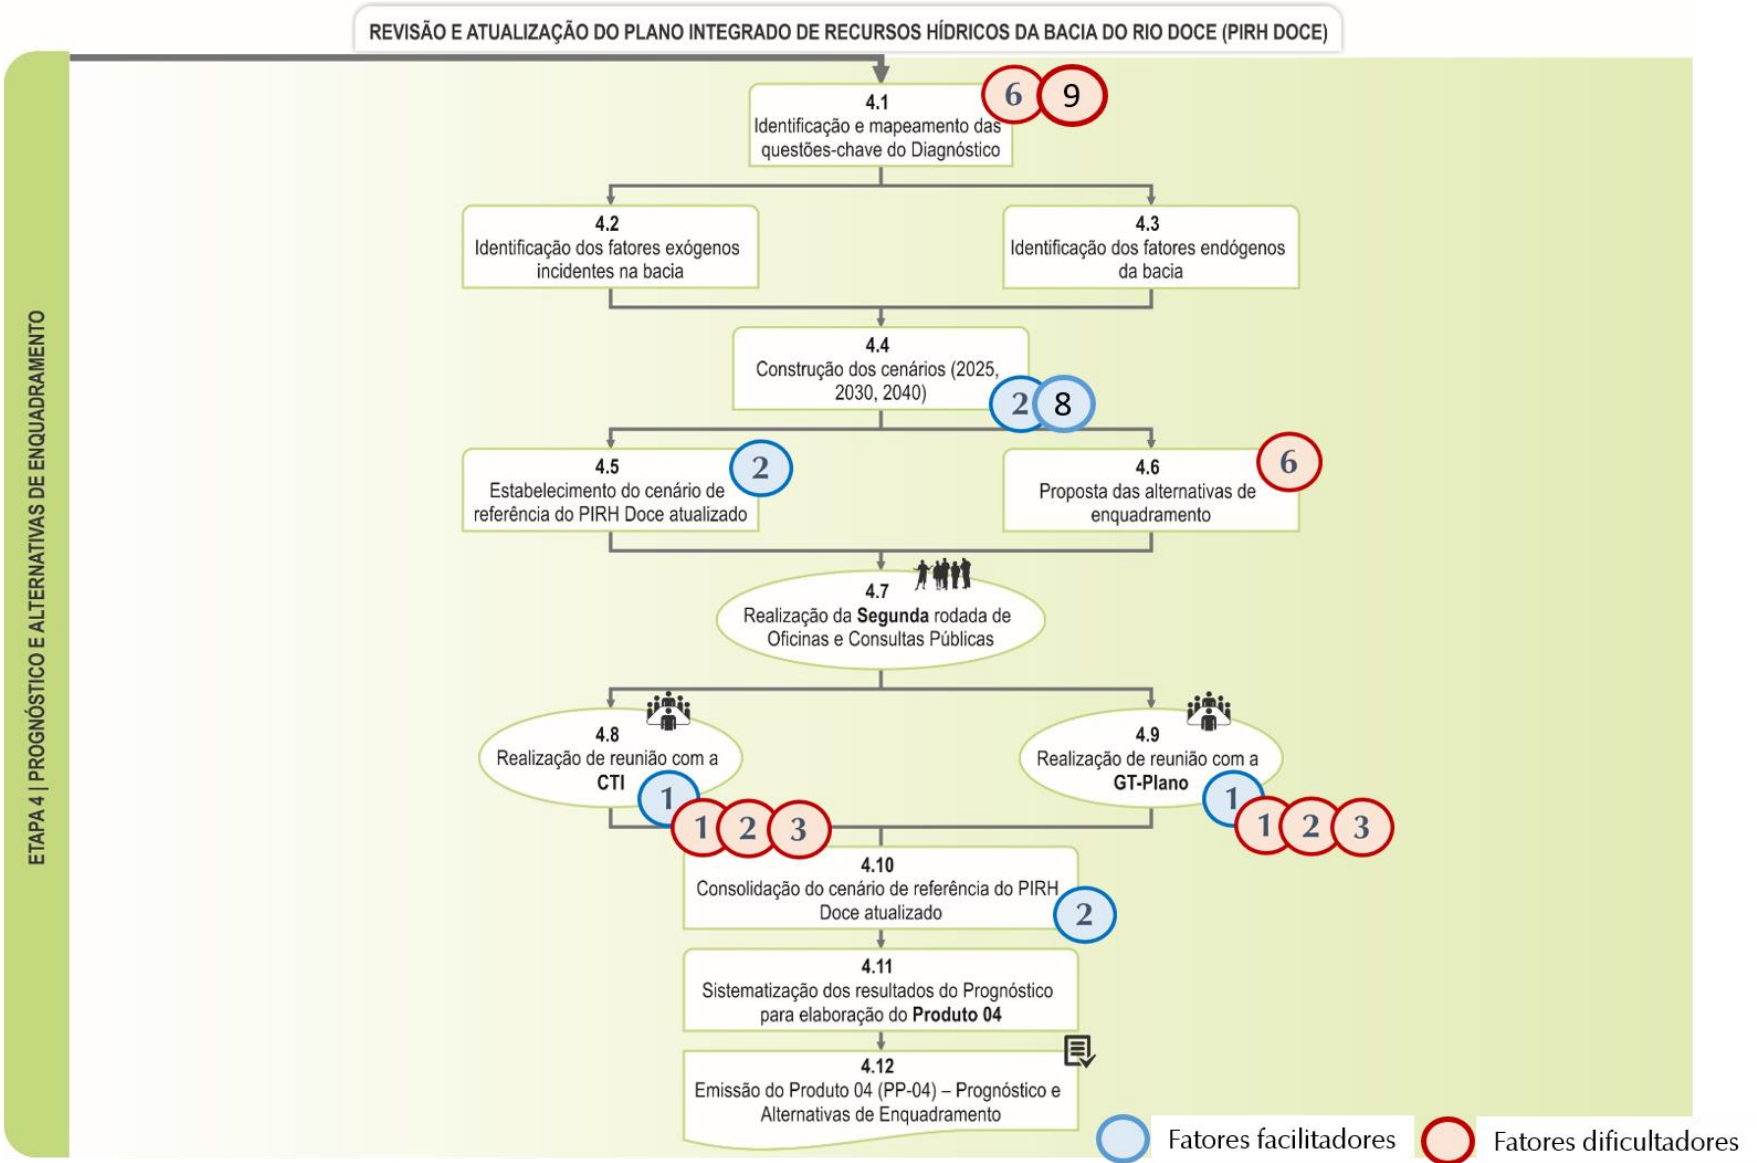 REVISÃO E ATUALIZAÇÃO DO PLANO INTEGRADO DE RECURSOS HÍDRICOS DA BACIA DO RIO DOCE (PIRH DOCE)
ETAPA 4 | PROGNÓSTICO E ALTERNATIVAS DE ENQUADRAMENTO
4.1
Identificação e mapeamento das
questões-chave do Diagnóstico
6 9
4.2
Identificação dos fatores exógenos
incidentes na bacia
4.3
Identificação dos fatores endógenos
da bacia
4.4
Construção dos cenários (2025,
2030, 2040)
2 8
4.5
Estabelecimento do cenário de
referência do PIRH Doce atualizado
2
4.6
Proposta das alternativas de
enquadramento
6
4.7
Realização da Segunda rodada de
Oficinas e Consultas Públicas
4.8
Realização de reunião com a
CTI
1
1 2 3
4.9
Realização de reunião com a
GT-Plano
1
1 2 3
4.10
Consolidação do cenário de referência do PIRH
Doce atualizado
2
4.11
Sistematização dos resultados do Prognóstico
para elaboração do Produto 04
4.12
Emissão do Produto 04 (PP-04) – Prognóstico e
Alternativas de Enquadramento
Fatores facilitadores
Fatores dificultadores